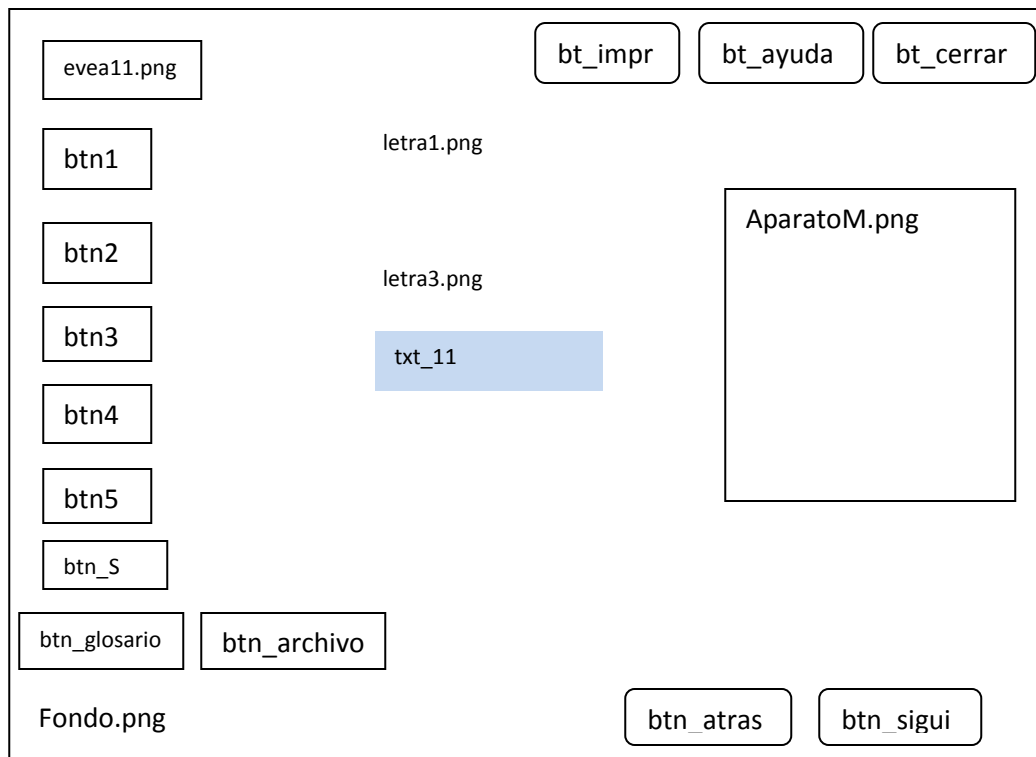 evea11.png
bt_impr
bt_ayuda
bt_cerrar
btn1
letra1.png
AparatoM.png
btn2
letra3.png
btn3
txt_11
btn4
btn5
btn_S
btn_glosario
btn_archivo
Fondo.png
btn_atras
btn_sigui